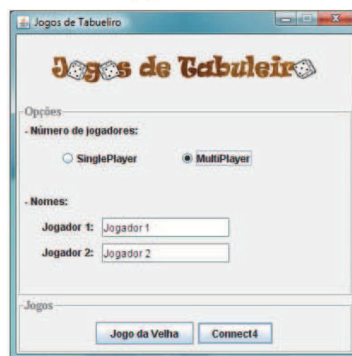 Jogos de Tabueliro
Jogos de Tabuleiro
Opções
- Número de jogadores:
SinglePlayer MultiPlayer
- Nomes:
Jogador 1: Jogador 1
Jogador 2: Jogador 2
Jogos
Jogo da Velha Connect4